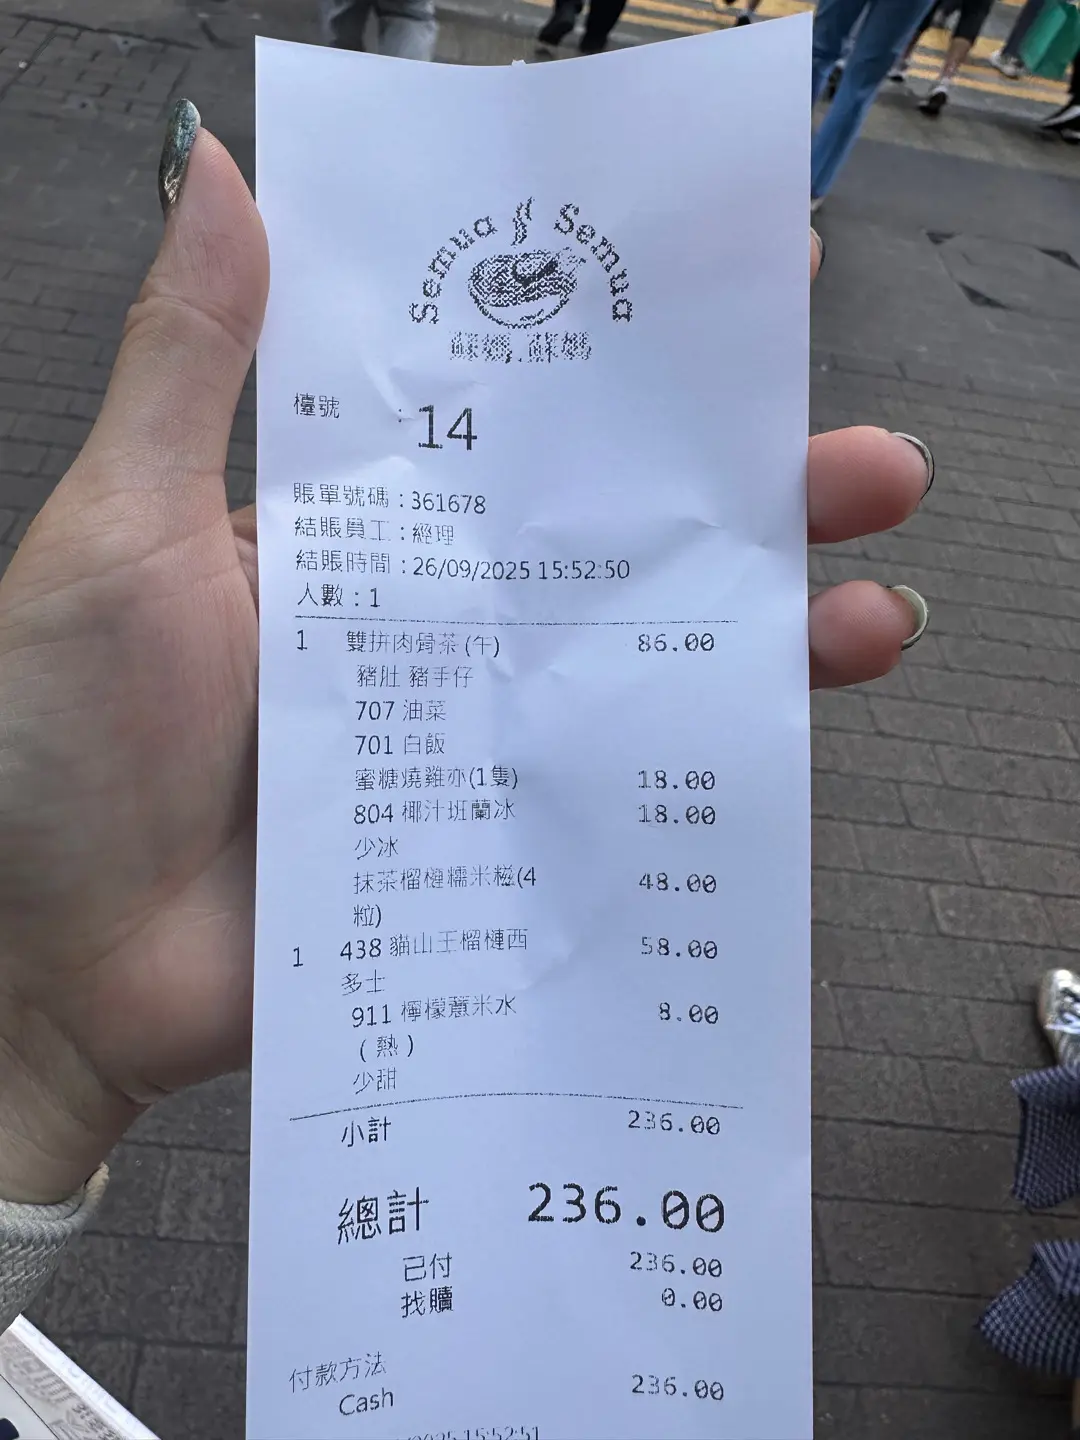 Semua Semua
蘇媽.蘇媽
檯號 : 14
賬單號碼 : 361678
結賬員工 : 經理
結賬時間 : 26/09/2025 15:52:50
人數 : 1
1 雙拼肉骨茶 (午) 86.00
豬肚 豬手仔
707 油菜
701 白飯
蜜糖燒雞亦(1隻) 18.00
804 椰汁班蘭冰 18.00
少冰
抹茶榴槤糯米糍(4 48.00
粒)
1 438 貓山王榴槤西 58.00
多士
911 檸檬薏米水 8.00
(熱)
少甜
小計 236.00
總計 236.00
已付 236.00
找贖 0.00
付款方法
Cash 236.00
15:52:51